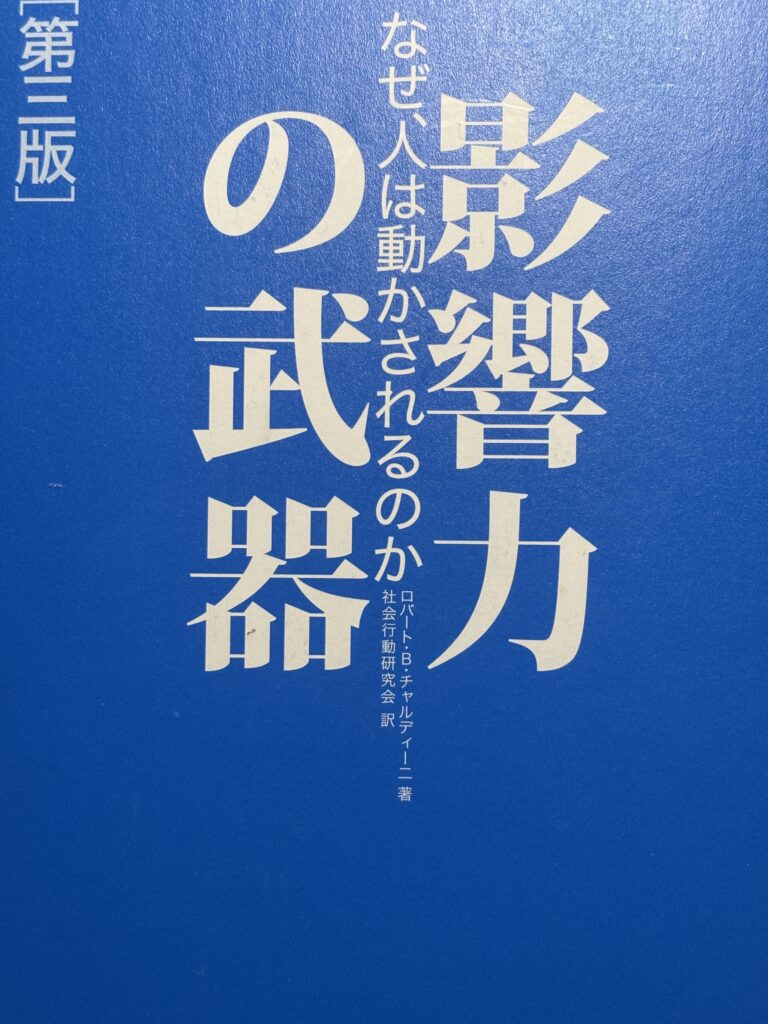 影響力
の武器
なぜ、人は動かされるのか
ロバート・B・チャルディーニ 著
社会行動研究会 訳
[第三版]